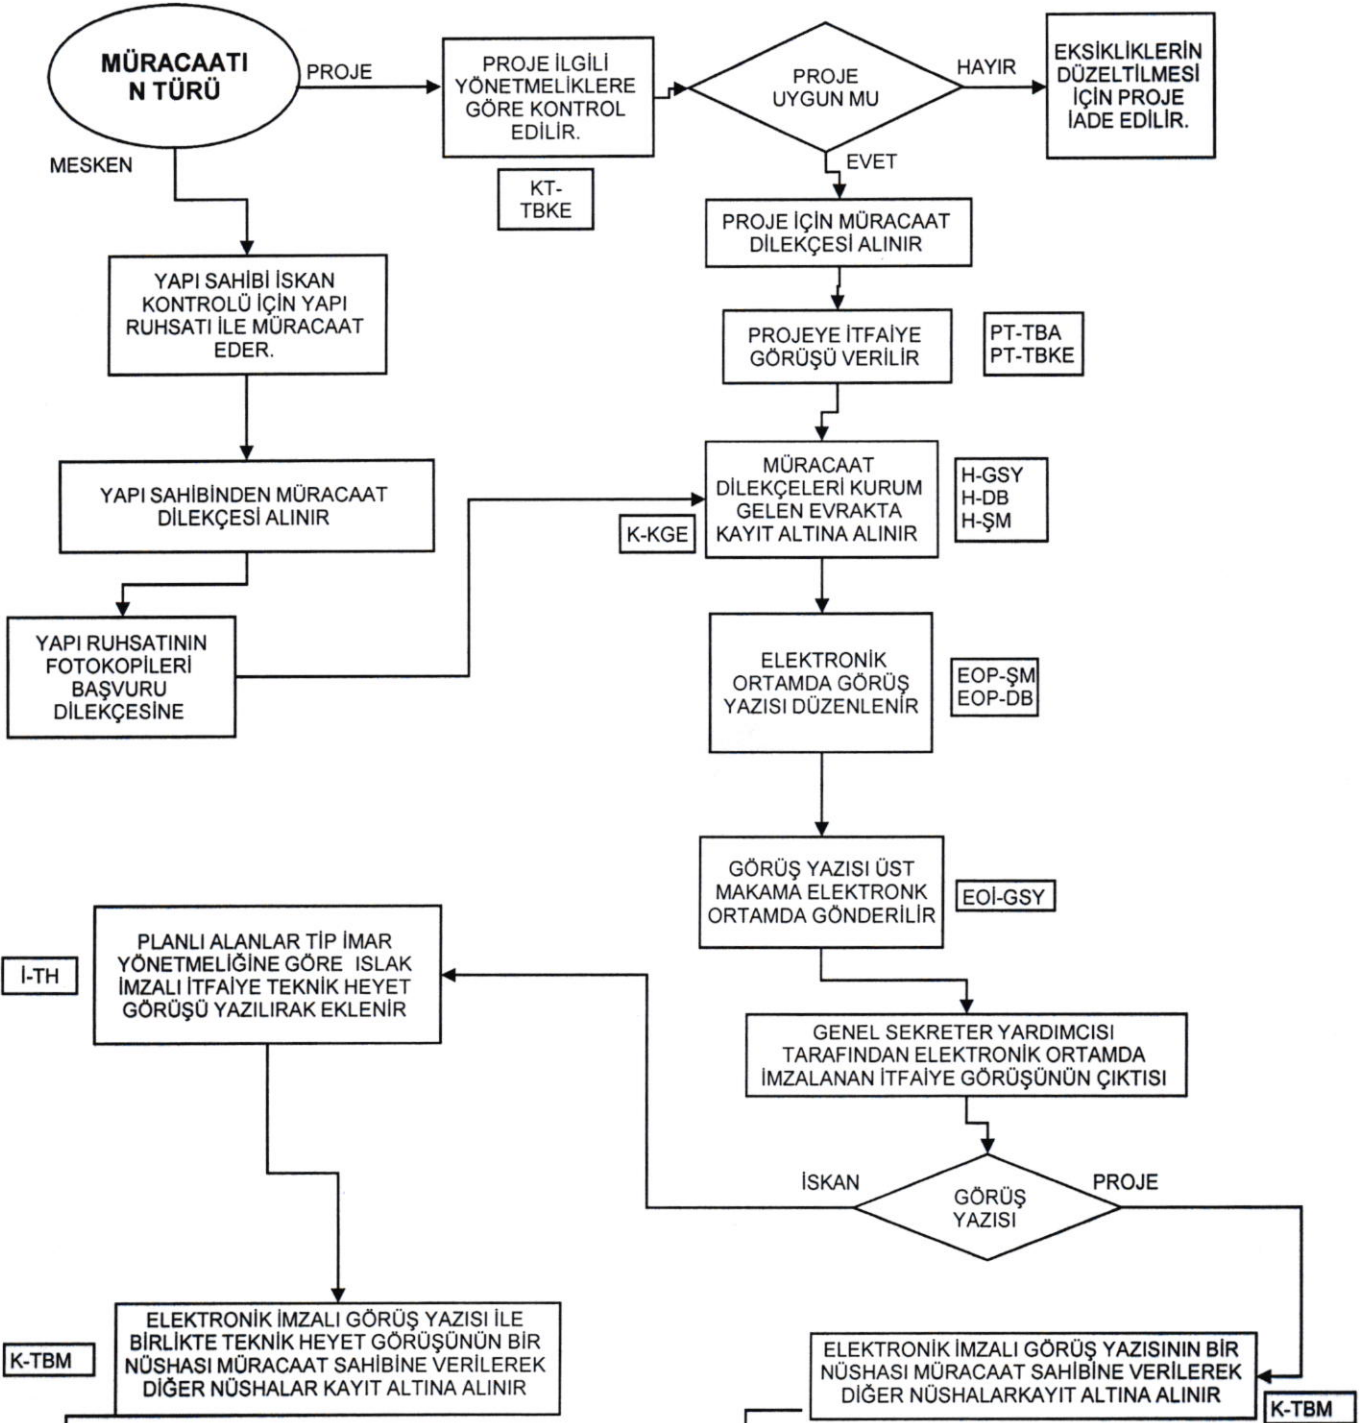 MÜRACAATI
N TÜRÜ
PROJE
PROJE İLGİLİ
YÖNETMELİKLERE
GÖRE KONTROL
EDİLİR.
KT-
TBKE
PROJE
UYGUN MU
HAYIR
EKSİKLİKLERİN
DÜZELTİLMESİ
İÇİN PROJE
İADE EDİLİR.
MESKEN
EVET
PROJE İÇİN MÜRACAAT
DİLEKÇESİ ALINIR
YAPI SAHİBİ İSKAN
KONTROLÜ İÇİN YAPI
RUHSATI İLE MÜRACAAT
EDER.
PROJEYE İTFAİYE
GÖRÜŞÜ VERİLİR
PT-TBA
PT-TBKE
YAPI SAHİBİNDEN MÜRACAAT
DİLEKÇESİ ALINIR
K-KGE
MÜRACAAT
DİLEKÇELERİ KURUM
GELEN EVRAKTA
KAYIT ALTINA ALINIR
H-GSY
H-DB
H-ŞM
YAPI RUHSATININ
FOTOKOPİLERİ
BAŞVURU
DİLEKÇESİNE
ELEKTRONİK
ORTAMDA GÖRÜŞ
YAZISI DÜZENLENİR
EOP-ŞM
EOP-DB
GÖRÜŞ YAZISI ÜST
MAKAMA ELEKTRONK
ORTAMDA GÖNDERİLİR
EOİ-GSY
İ-TH
PLANLI ALANLAR TİP İMAR
YÖNETMELİĞİNE GÖRE ISLAK
İMZALI İTFAİYE TEKNİK HEYET
GÖRÜŞÜ YAZILIRAK EKLENİR
GENEL SEKRETER YARDIMCISI
TARAFINDAN ELEKTRONİK ORTAMDA
İMZALANAN İTFAİYE GÖRÜŞÜNÜN ÇIKTISI
İSKAN
GÖRÜŞ
YAZISI
PROJE
K-TBM
ELEKTRONİK İMZALI GÖRÜŞ YAZISI İLE
BİRLİKTE TEKNİK HEYET GÖRÜŞÜNÜN BİR
NÜSHASI MÜRACAAT SAHİBİNE VERİLEREK
DİĞER NÜSHALAR KAYIT ALTINA ALINIR
ELEKTRONİK İMZALI GÖRÜŞ YAZISININ BİR
NÜSHASI MÜRACAAT SAHİBİNE VERİLEREK
DİĞER NÜSHALARKAYIT ALTINA ALINIR
K-TBM